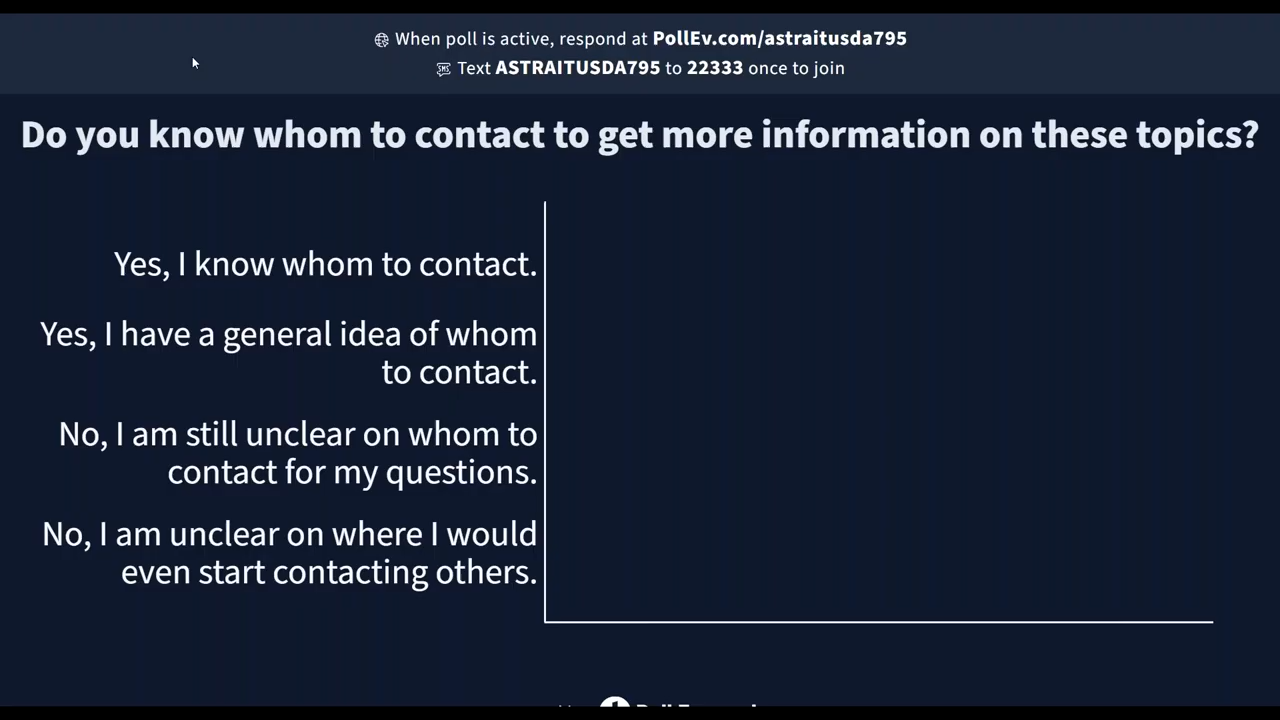 When poll is active, respond at PollEv.com/astraitusda795
Text ASTRAITUSDA795 to 22333 once to join
Do you know whom to contact to get more information on these topics?
Yes, I know whom to contact.
Yes, I have a general idea of whom
to contact.
No, I am still unclear on whom to
contact for my questions.
No, I am unclear on where I would
even start contacting others.